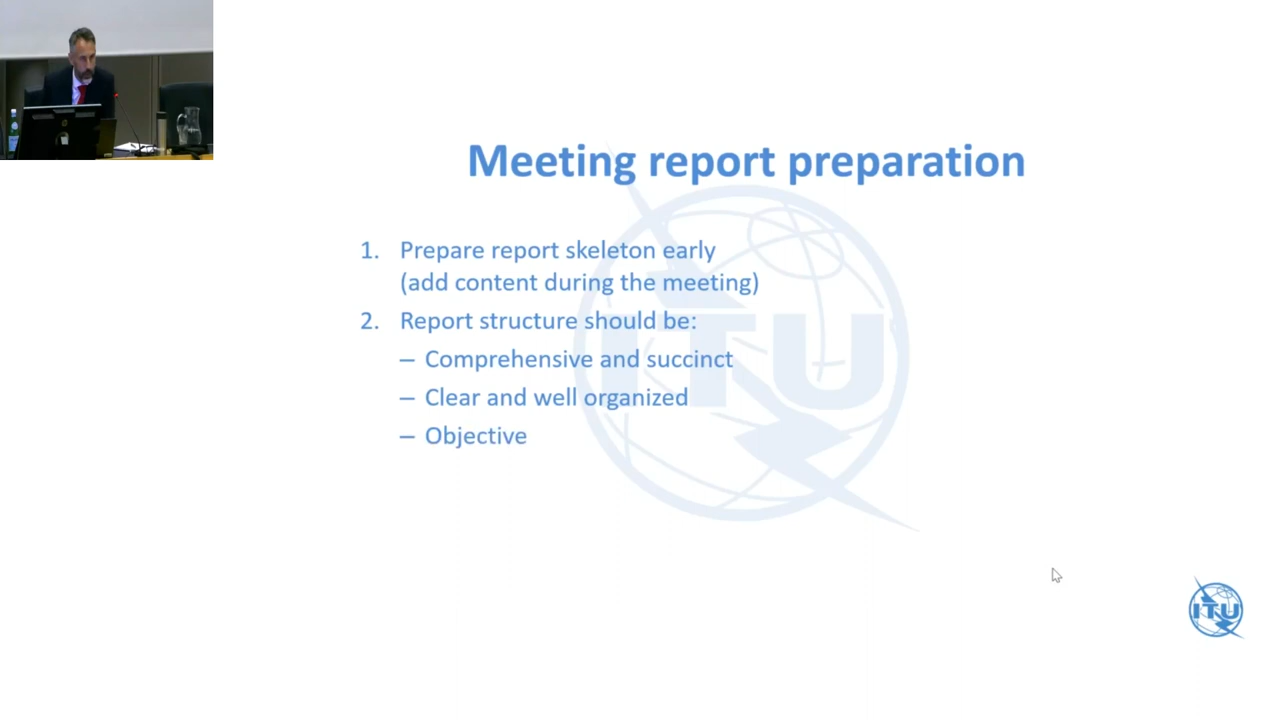 Meeting report preparation
1. Prepare report skeleton early
(add content during the meeting)
2. Report structure should be:
– Comprehensive and succinct
– Clear and well organized
– Objective
ITU
ITU